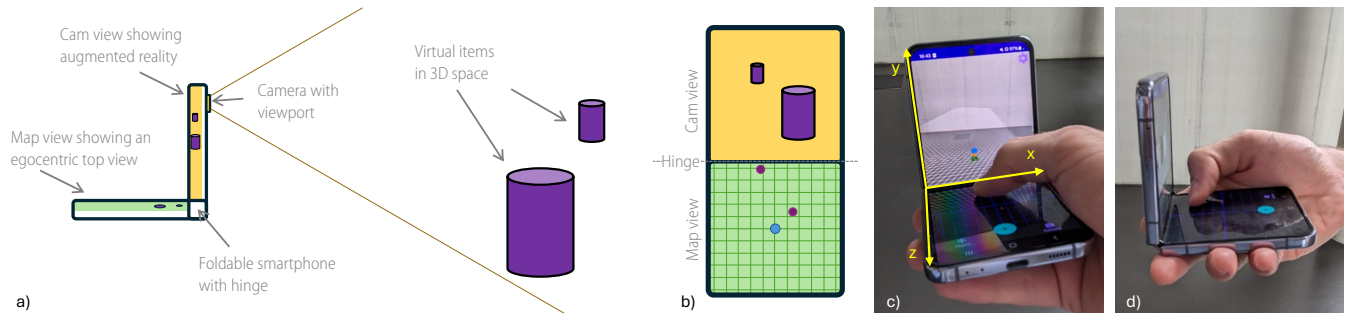 Cam view showing
augmented reality
Camera with
viewport
Map view showing an
egocentric top view
Foldable smartphone
with hinge
Virtual items
in 3D space
a)
Cam view
Hinge
Map view
b)
y
x
z
c)
d)